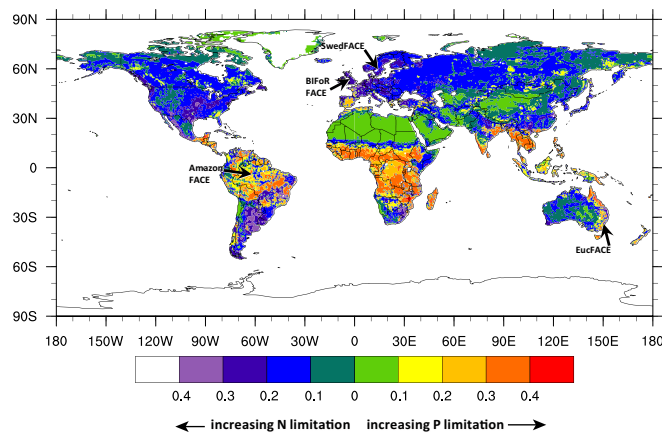 90N
60N
30N
0
30S
60S
90S
SwedFACE
BIFoR
FACE
Amazon
FACE
EucFACE
180 150W 120W 90W 60W 30W 0 30E 60E 90E 120E 150E 180
0.4 0.3 0.2 0.1 0 0.1 0.2 0.3 0.4
increasing N limitation increasing P limitation